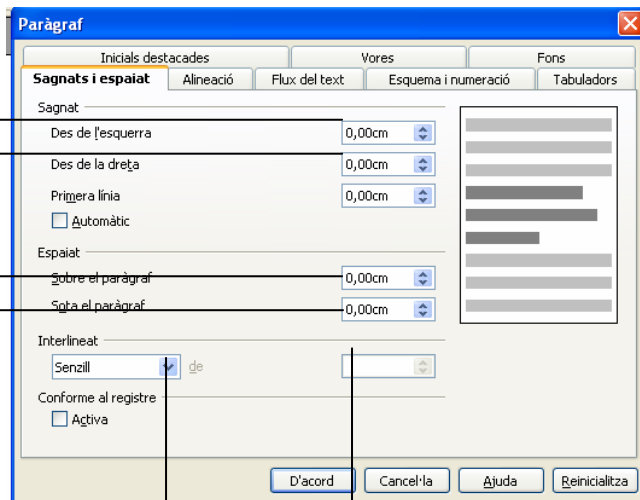 Paràgraf
Inicials destacades Vores Fons
Sagnats i espaiat Alineació Flux del text Esquema i numeració Tabuladors
Sagnat
Des de l'esquerra 0,00cm
Des de la dreta 0,00cm
Primera línia 0,00cm
Automàtic
Espaiat
Sobre el paràgraf 0,00cm
Sota el paràgraf 0,00cm
Interlineat
Senzill de
Conforme al registre
Activa
D'acord Cancel·la Ajuda Reinicialitza